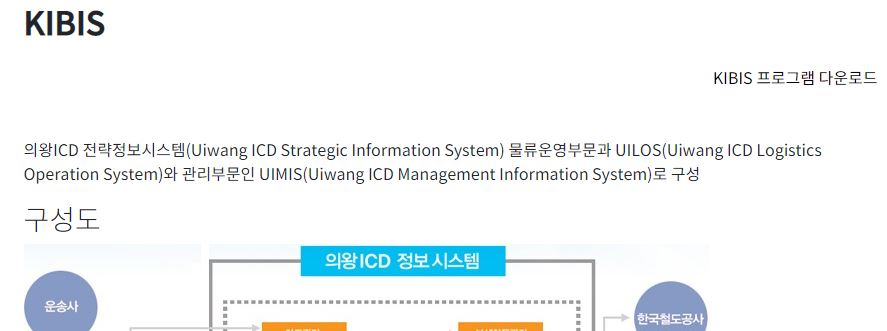 KIBIS
KIBIS 프로그램 다운로드
의왕ICD 전략정보시스템(Uiwang ICD Strategic Information System) 물류운영부문과 UILOS(Uiwang ICD Logistics
Operation System)와 관리부문인 UIMIS(Uiwang ICD Management Information System)로 구성
구성도
의왕ICD 정보시스템
운송사
한국철도공사